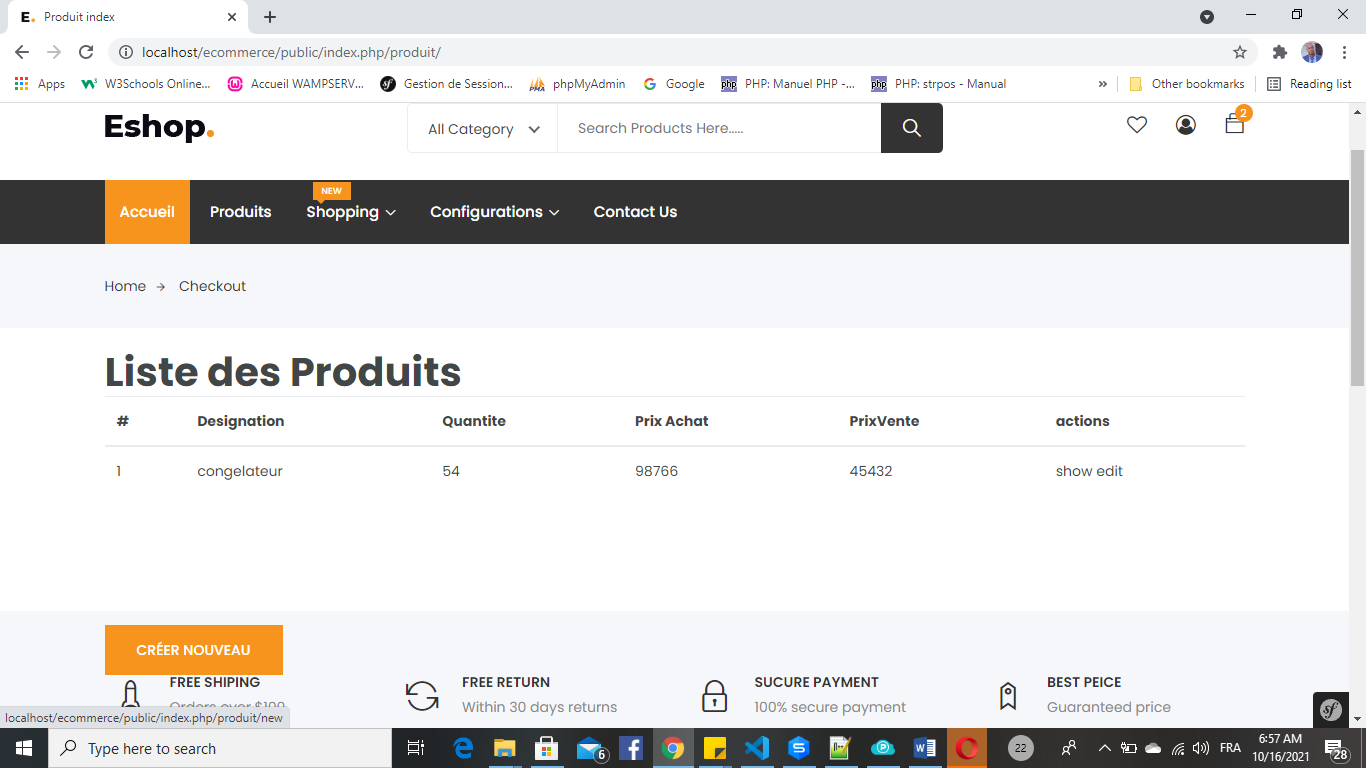 E. Produit index
localhost/ecommerce/public/index.php/produit/
Apps W3Schools Online... Accueil WAMPSERV... Gestion de Session... phpMyAdmin Google PHP: Manuel PHP -... PHP: strpos - Manual » Other bookmarks Reading list
Eshop. All Category Search Products Here..... 2
NEW
Accueil Produits Shopping Configurations Contact Us
Home → Checkout
Liste des Produits
# Designation Quantite Prix Achat PrixVente actions
1 congelateur 54 98766 45432 show edit
CRÉER NOUVEAU
FREE SHIPING FREE RETURN SUCURE PAYMENT BEST PEICE
Orders over $100 Within 30 days returns 100% secure payment Guaranteed price
localhost/ecommerce/public/index.php/produit/new
Type here to search 6 22 FRA 6:57 AM
10/16/2021 28